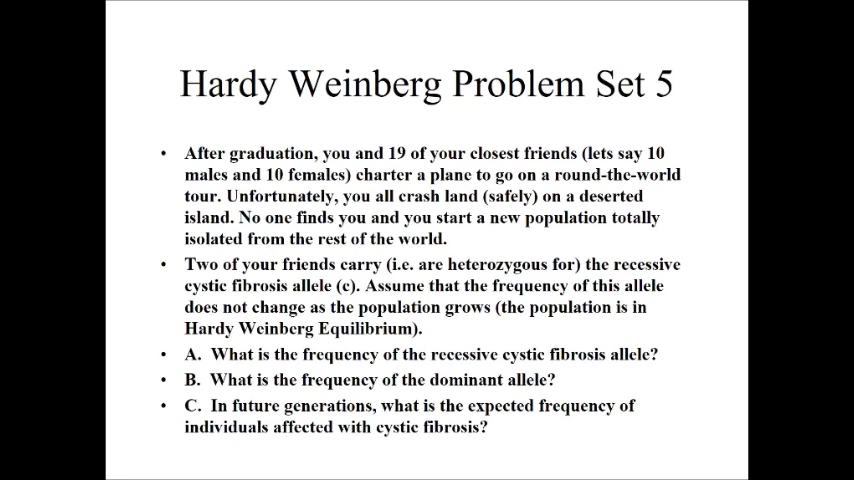 Hardy Weinberg Problem Set 5
• After graduation, you and 19 of your closest friends (lets say 10
males and 10 females) charter a plane to go on a round-the-world
tour. Unfortunately, you all crash land (safely) on a deserted
island. No one finds you and you start a new population totally
isolated from the rest of the world.
• Two of your friends carry (i.e. are heterozygous for) the recessive
cystic fibrosis allele (c). Assume that the frequency of this allele
does not change as the population grows (the population is in
Hardy Weinberg Equilibrium).
• A. What is the frequency of the recessive cystic fibrosis allele?
• B. What is the frequency of the dominant allele?
• C. In future generations, what is the expected frequency of
individuals affected with cystic fibrosis?